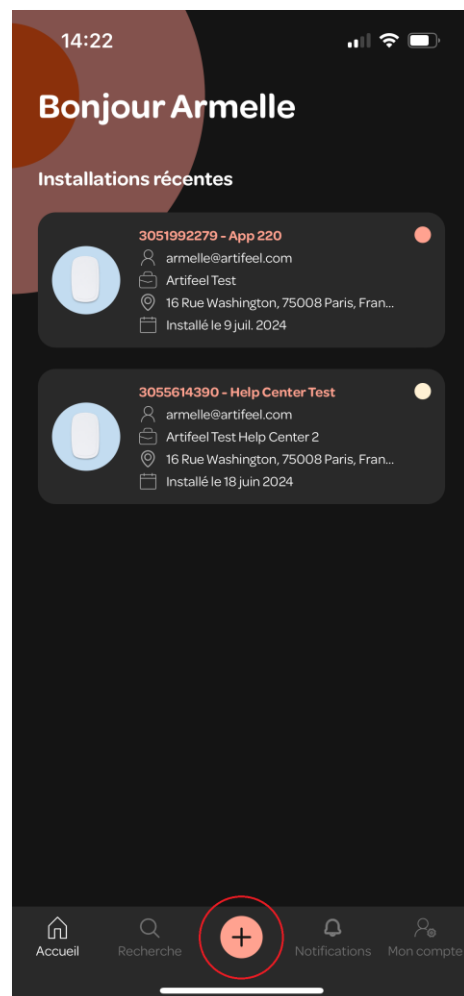 14:22
Bonjour Armelle
Installations récentes
3051992279 - App 220
armelle@artifeel.com
Artifeel Test
16 Rue Washington, 75008 Paris, Fran...
Installé le 9 juil. 2024
3055614390 - Help Center Test
armelle@artifeel.com
Artifeel Test Help Center 2
16 Rue Washington, 75008 Paris, Fran...
Installé le 18 juin 2024
Accueil Recherche Notifications Mon compte